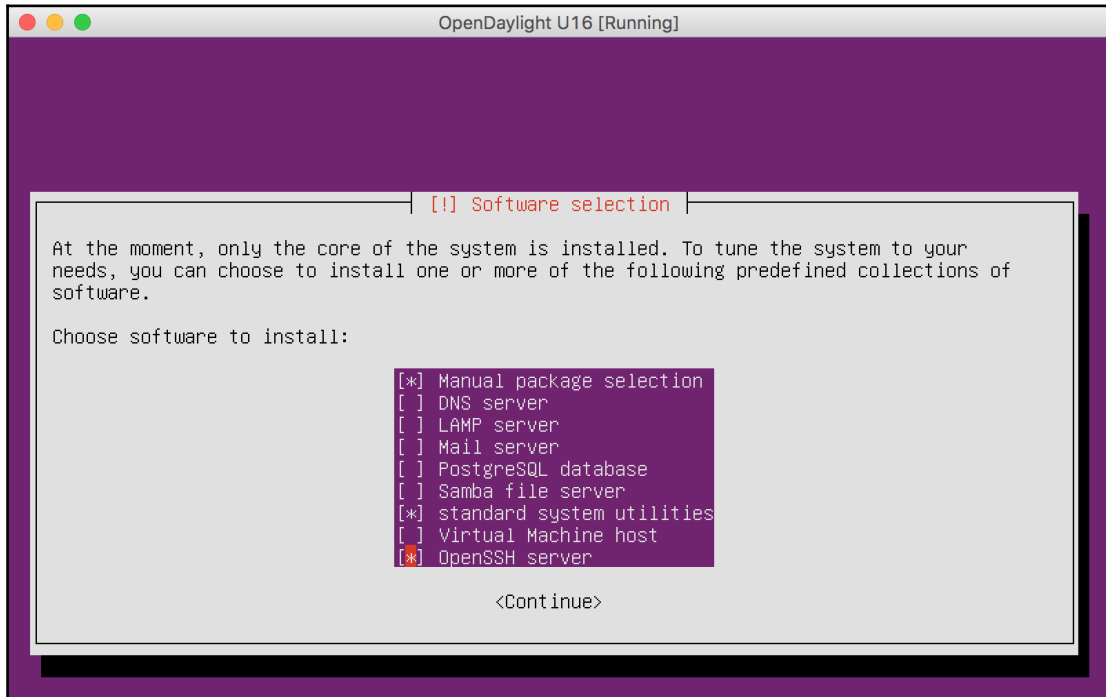 OpenDaylight U16 [Running]
[!] Software selection
At the moment, only the core of the system is installed. To tune the system to your
needs, you can choose to install one or more of the following predefined collections of
software.
Choose software to install:
[*] Manual package selection
[ ] DNS server
[ ] LAMP server
[ ] Mail server
[ ] PostgreSQL database
[ ] Samba file server
[*] standard system utilities
[ ] Virtual Machine host
[*] OpenSSH server
<Continue>